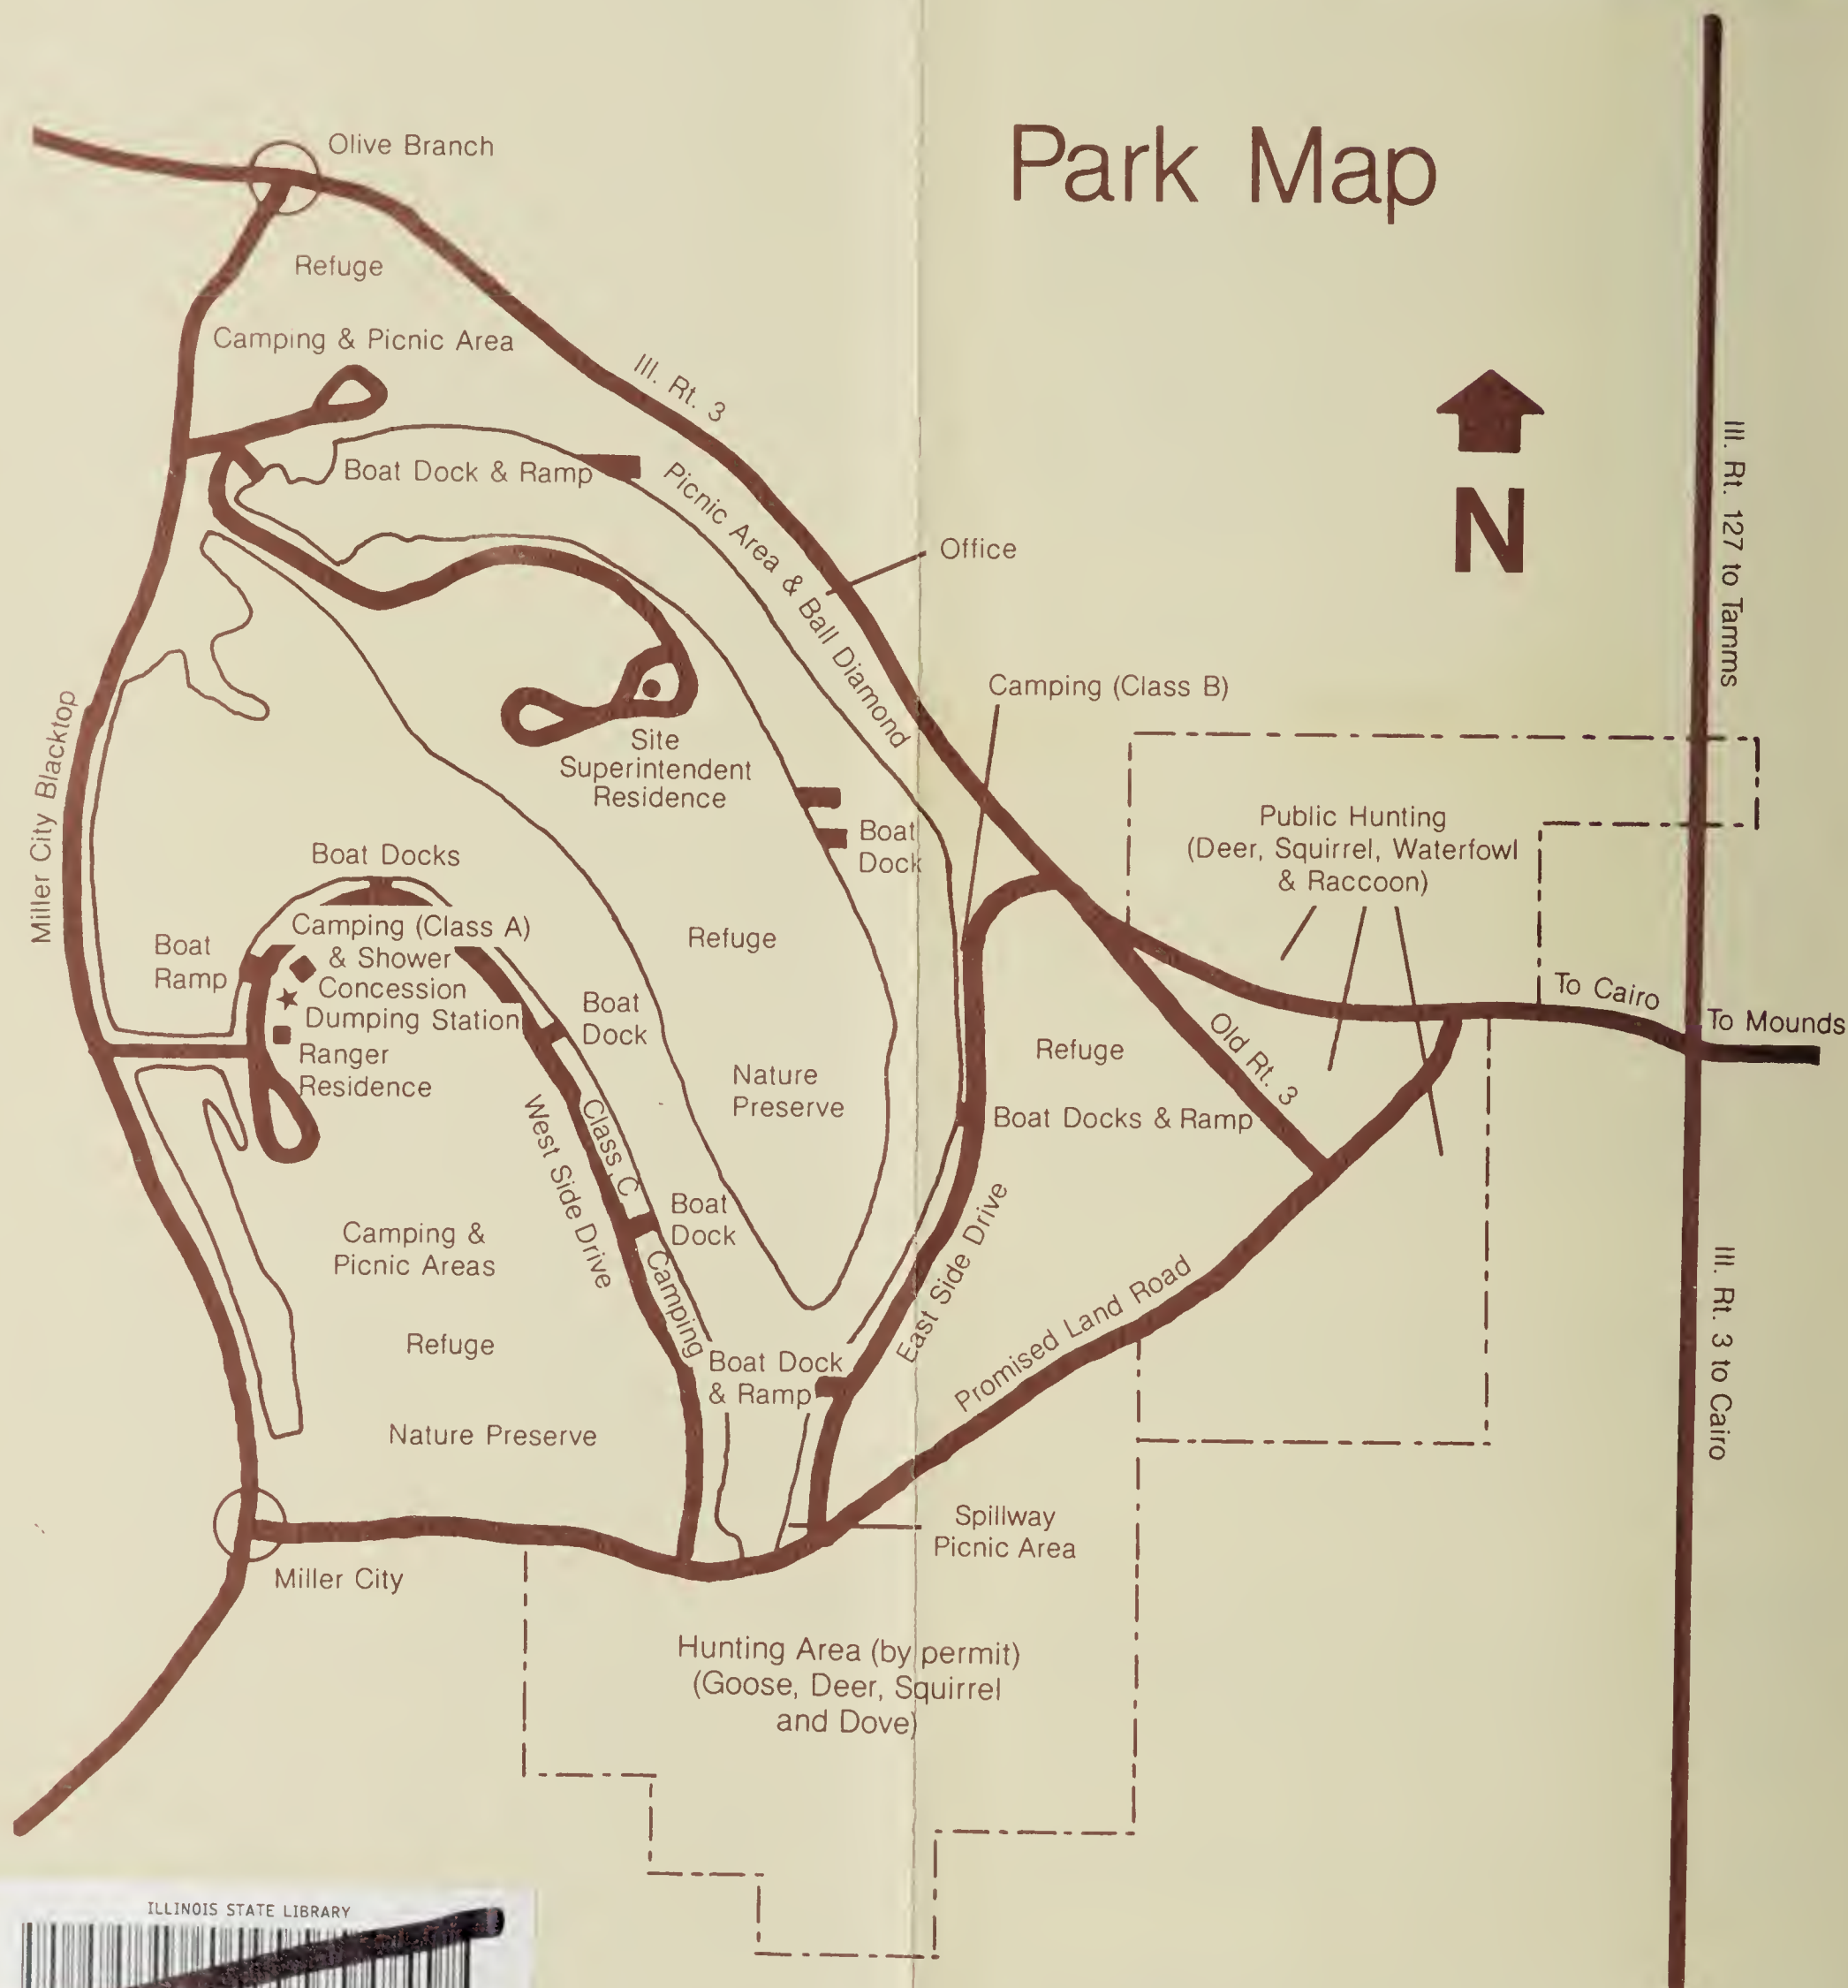 Park Map
Olive Branch
Refuge
Camping & Picnic Area
Ill. Rt. 3
Boat Dock & Ramp
Picnic Area & Ball Diamond
Office
N
Ill. Rt. 127 to Tamms
Camping (Class B)
Site
Superintendent
Residence
Miller City Blacktop
Boat
Dock
Public Hunting
(Deer, Squirrel, Waterfowl
& Raccoon)
Boat Docks
Camping (Class A)
& Shower
Concession
Dumping Station
Ranger
Residence
Boat
Ramp
Refuge
Boat
Dock
To Cairo
To Mounds
Old Rt. 3
Refuge
Nature
Preserve
Boat Docks & Ramp
West Side Drive
Class C
Camping
Boat
Dock
Camping &
Picnic Areas
East Side Drive
Promised Land Road
Ill. Rt. 3 to Cairo
Refuge
Boat Dock
& Ramp
Nature Preserve
Spillway
Picnic Area
Miller City
Hunting Area (by permit)
(Goose, Deer, Squirrel
and Dove)
ILLINOIS STATE LIBRARY